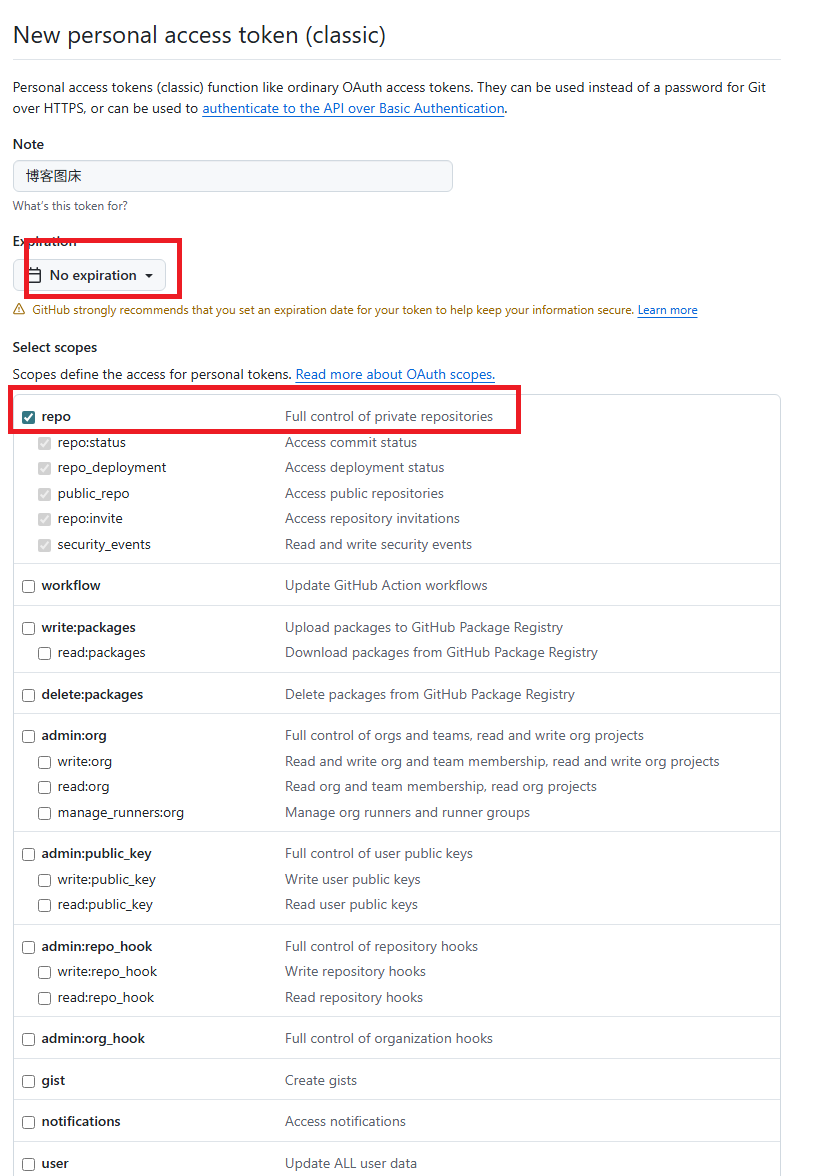 New personal access token (classic)
Personal access tokens (classic) function like ordinary OAuth access tokens. They can be used instead of a password for Git
over HTTPS, or can be used to authenticate to the API over Basic Authentication.
Note
博客图床
What's this token for?
Expiration
No expiration
GitHub strongly recommends that you set an expiration date for your token to help keep your information secure. Learn more
Select scopes
Scopes define the access for personal tokens. Read more about OAuth scopes.
repo Full control of private repositories
repo:status Access commit status
repo_deployment Access deployment status
public_repo Access public repositories
repo:invite Access repository invitations
security_events Read and write security events
workflow Update GitHub Action workflows
write:packages Upload packages to GitHub Package Registry
read:packages Download packages from GitHub Package Registry
delete:packages Delete packages from GitHub Package Registry
admin:org Full control of orgs and teams, read and write org projects
write:org Read and write org and team membership, read and write org projects
read:org Read org and team membership, read org projects
manage_runners:org Manage org runners and runner groups
admin:public_key Full control of user public keys
write:public_key Write user public keys
read:public_key Read user public keys
admin:repo_hook Full control of repository hooks
write:repo_hook Write repository hooks
read:repo_hook Read repository hooks
admin:org_hook Full control of organization hooks
gist Create gists
notifications Access notifications
user Update ALL user data